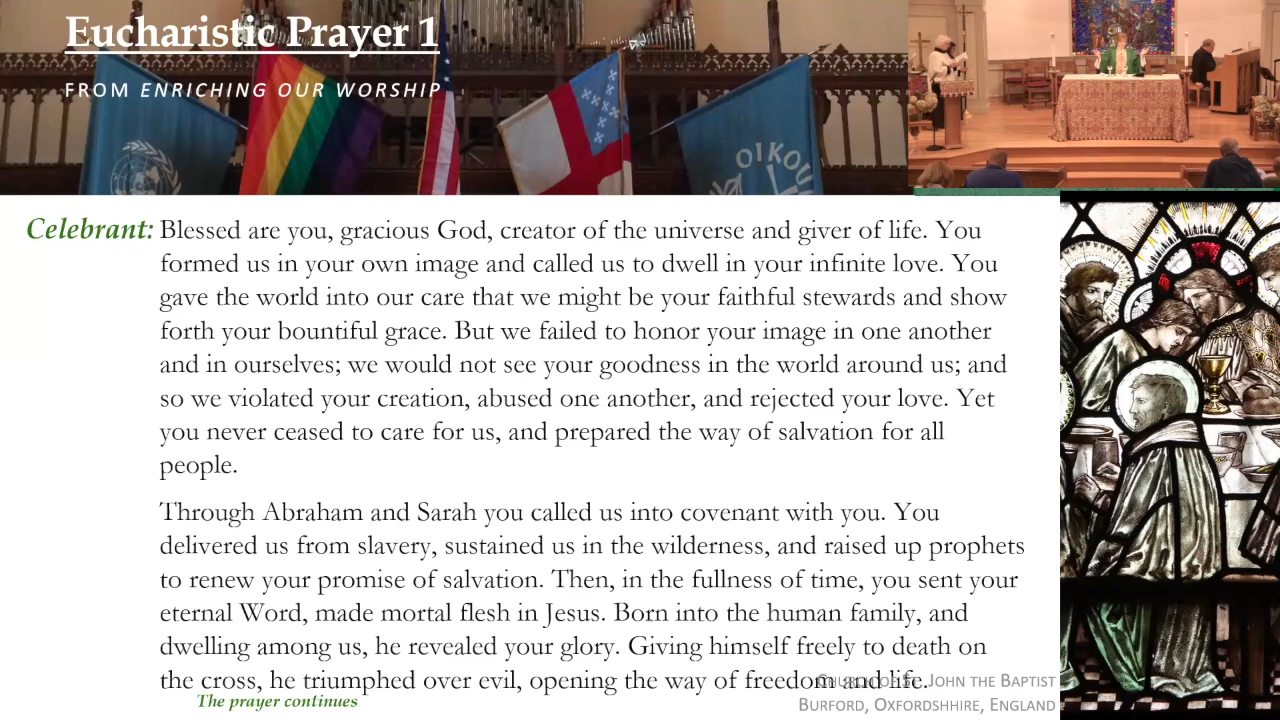 Eucharistic Prayer 1
FROM ENRICHING OUR WORSHIP
OIKOU
Celebrant: Blessed are you, gracious God, creator of the universe and giver of life. You
formed us in your own image and called us to dwell in your infinite love. You
gave the world into our care that we might be your faithful stewards and show
forth your bountiful grace. But we failed to honor your image in one another
and in ourselves; we would not see your goodness in the world around us; and
so we violated your creation, abused one another, and rejected your love. Yet
you never ceased to care for us, and prepared the way of salvation for all
people.
Through Abraham and Sarah you called us into covenant with you. You
delivered us from slavery, sustained us in the wilderness, and raised up prophets
to renew your promise of salvation. Then, in the fullness of time, you sent your
eternal Word, made mortal flesh in Jesus. Born into the human family, and
dwelling among us, he revealed your glory. Giving himself freely to death on
the cross, he triumphed over evil, opening the way of freedom and life.
The prayer continues
CHURCH OF ST. JOHN THE BAPTIST
BURFORD, OXFORDSHHIRE, ENGLAND